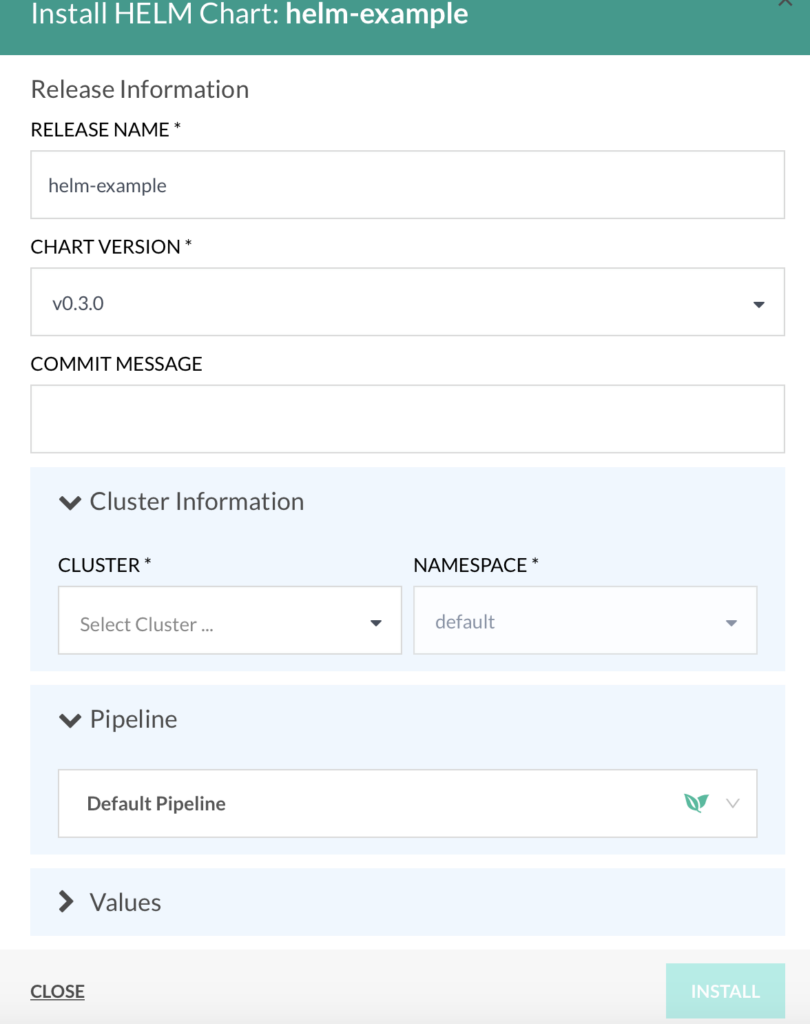 Install HELM Chart: helm-example
Release Information
RELEASE NAME *
helm-example
CHART VERSION *
v0.3.0
COMMIT MESSAGE
Cluster Information
CLUSTER * NAMESPACE *
Select Cluster ... default
Pipeline
Default Pipeline
Values
CLOSE INSTALL